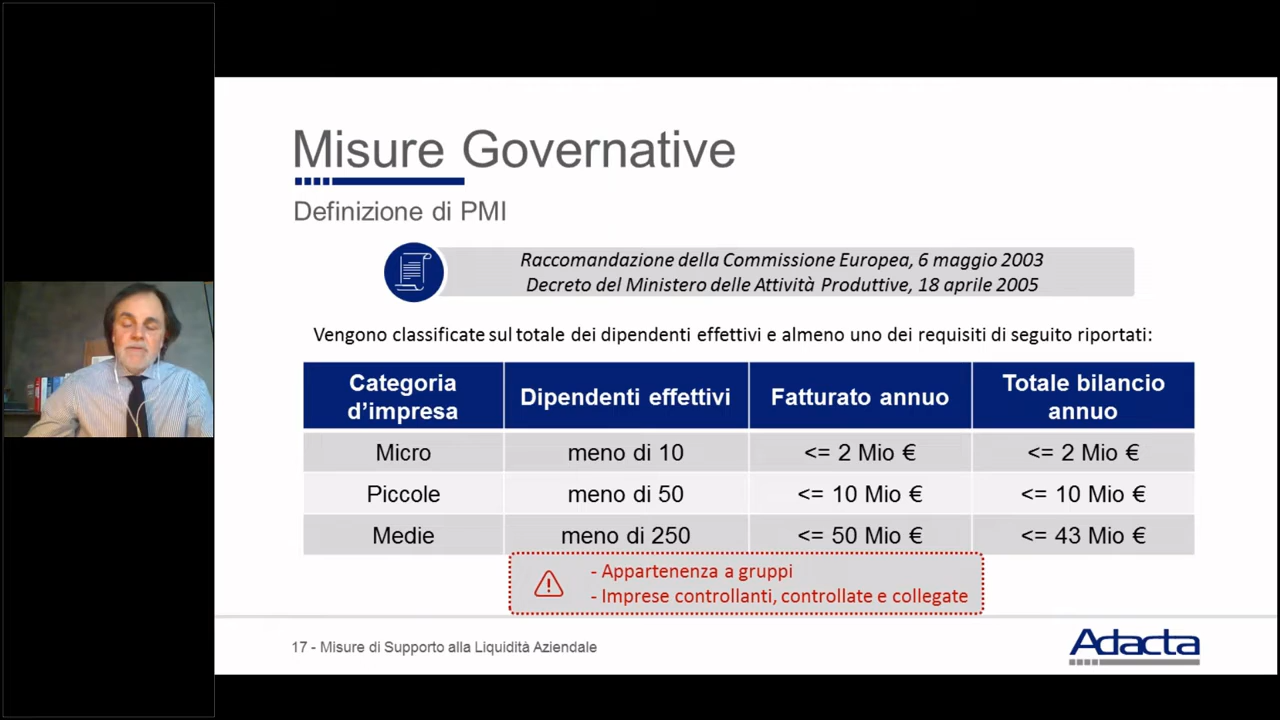 Misure Governative
Definizione di PMI
Raccomandazione della Commissione Europea, 6 maggio 2003
Decreto del Ministero delle Attività Produttive, 18 aprile 2005
Vengono classificate sul totale dei dipendenti effettivi e almeno uno dei requisiti di seguito riportati:
Categoria d'impresa Dipendenti effettivi Fatturato annuo Totale bilancio annuo
Micro meno di 10 <= 2 Mio € <= 2 Mio €
Piccole meno di 50 <= 10 Mio € <= 10 Mio €
Medie meno di 250 <= 50 Mio € <= 43 Mio €
- Appartenenza a gruppi
- Imprese controllanti, controllate e collegate
17 - Misure di Supporto alla Liquidità Aziendale
Adacta